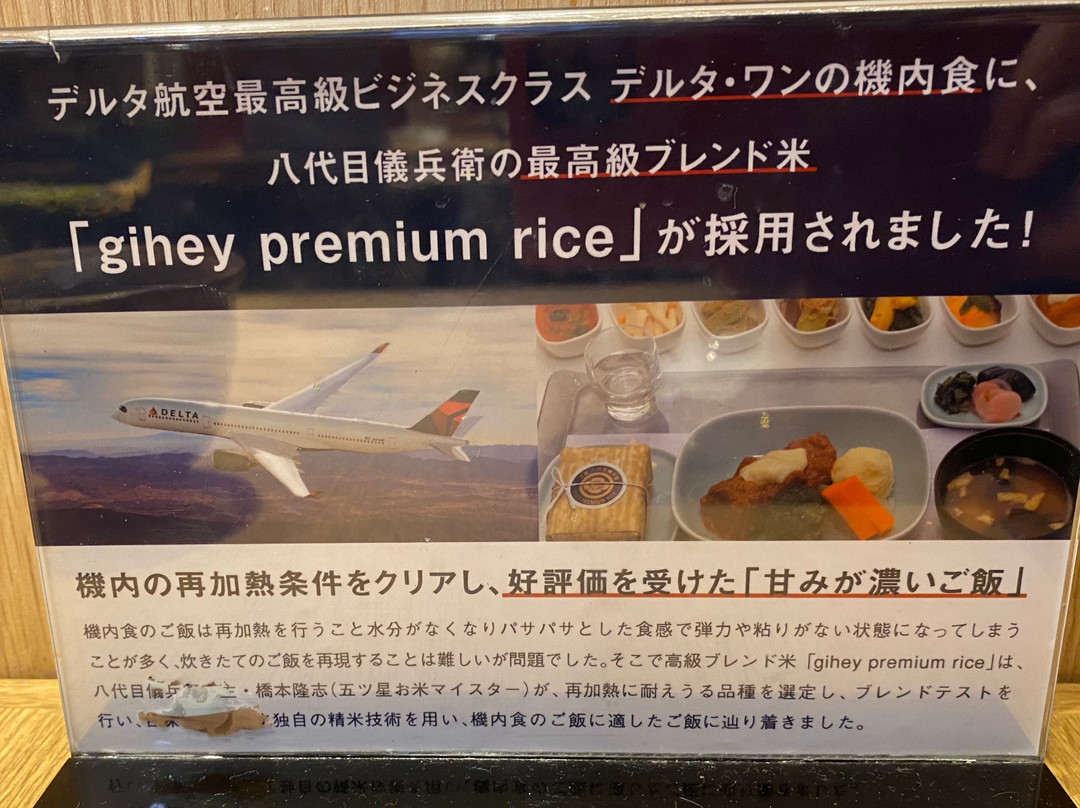 デルタ航空最高級ビジネスクラス デルタ・ワンの機内食に、
八代目儀兵衛の最高級ブレンド米
「gihey premium rice」が採用されました！
DELTA
機内の再加熱条件をクリアし、好評価を受けた「甘みが濃いご飯」
機内食のご飯は再加熱を行うこと水分がなくなりパサパサとした食感で弾力や粘りがない状態になってしまう
ことが多く、炊きたてのご飯を再現することは難しいが問題でした。そこで高級ブレンド米「gihey premium rice」は、
八代目儀兵・橋本隆志（五ツ星お米マイスター）が、再加熱に耐えうる品種を選定し、ブレンドテストを
行い、独自の精米技術を用い、機内食のご飯に適したご飯に辿り着きました。